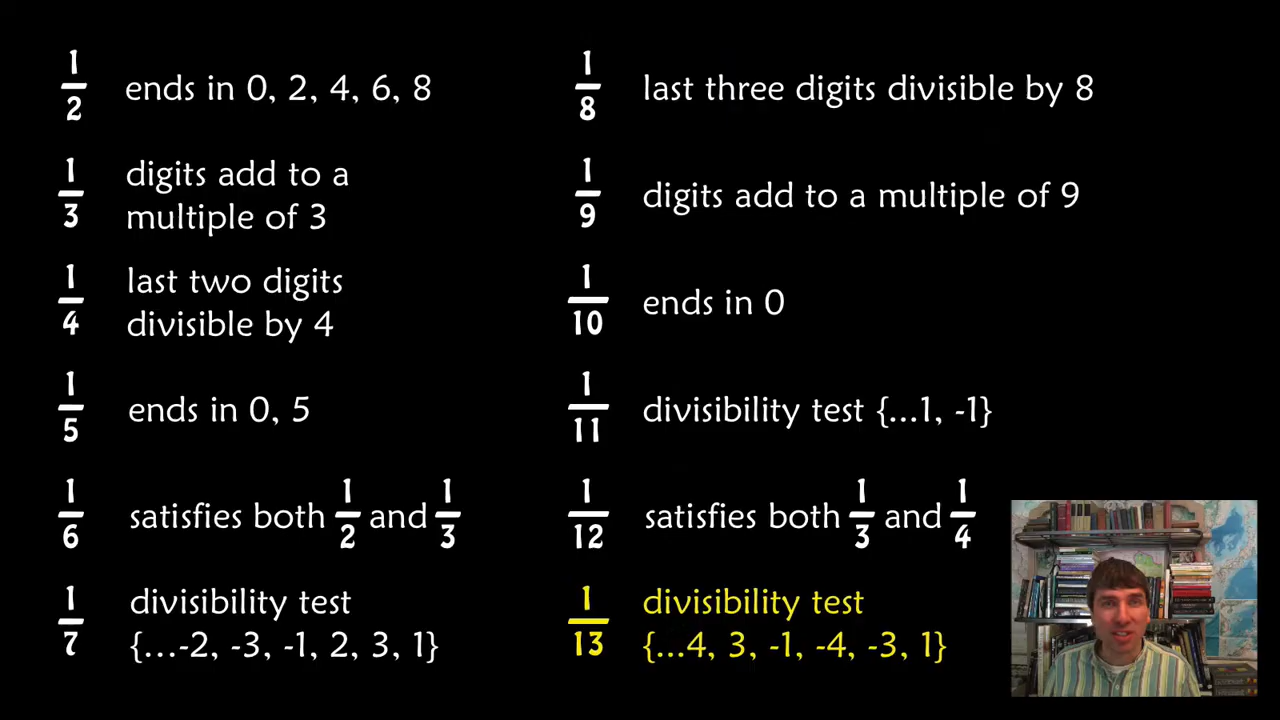 1/2 ends in 0, 2, 4, 6, 8
1/3 digits add to a
multiple of 3
1/4 last two digits
divisible by 4
1/5 ends in 0, 5
1/6 satisfies both 1/2 and 1/3
1/7 divisibility test
{...-2, -3, -1, 2, 3, 1}
1/8 last three digits divisible by 8
1/9 digits add to a multiple of 9
1/10 ends in 0
1/11 divisibility test {...1, -1}
1/12 satisfies both 1/3 and 1/4
1/13 divisibility test
{...4, 3, -1, -4, -3, 1}